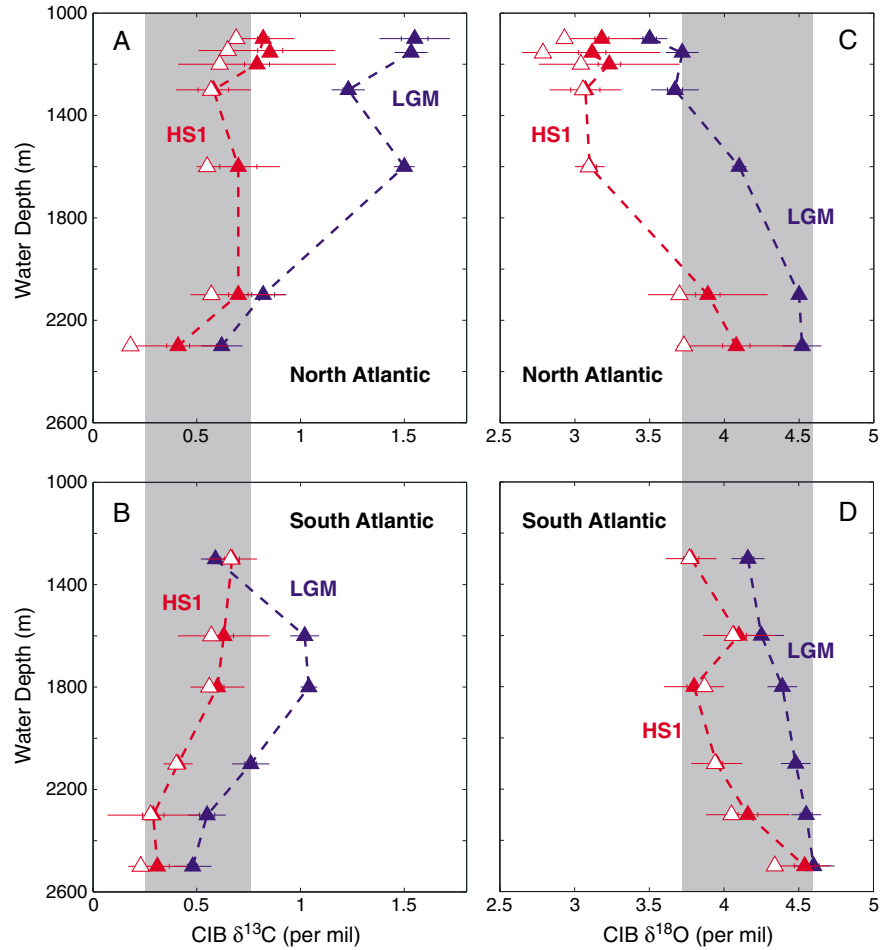 A
1000
1400
1800
2200
2600
Water Depth (m)
HS1
LGM
North Atlantic
0
0.5
1
1.5
C
HS1
LGM
North Atlantic
2.5
3
3.5
4
4.5
5
B
South Atlantic
1000
1400
1800
2200
2600
Water Depth (m)
HS1
LGM
0
0.5
1
1.5
CIB δ¹³C (per mil)
South Atlantic
D
HS1
LGM
2.5
3
3.5
4
4.5
5
CIB δ¹⁸O (per mil)